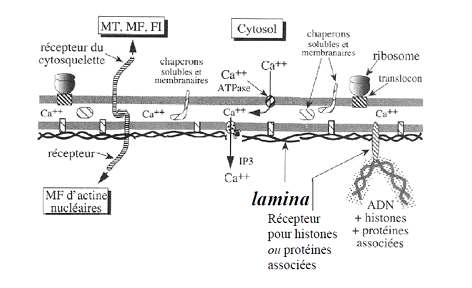 MT, MF, FI
Cytosol
récepteur du
cytosquelette
chaperons
solubles et
membranaires
chaperons
solubles et
membranaires
Ca++
Ca++
ATPase
ribosome
translocon
Ca++
Ca++
Ca++
Ca++
récepteur
IP3
Ca++
MF d'actine
nucléaires
lamina
Récepteur
pour histones
ou protéines
associées
ADN
+ histones
+ protéines
associées